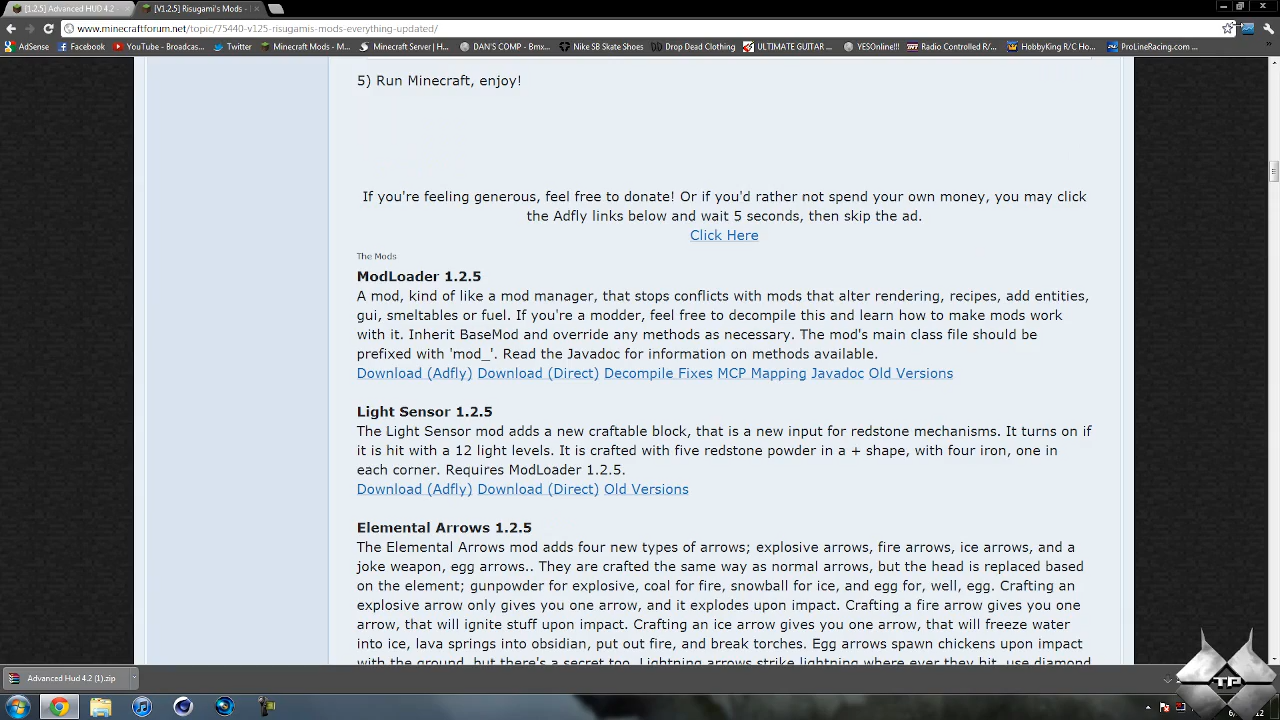 [1.2.5] Advanced HUD 4.2 -
[V1.2.5] Risugami's Mods -
www.minecraftforum.net/topic/75440-v125-risugamis-mods-everything-updated/
AdSense
Facebook
YouTube - Broadcas...
Twitter
Minecraft Mods - M...
Minecraft Server | H...
DAN'S COMP - Bmx...
Nike SB Skate Shoes
Drop Dead Clothing
ULTIMATE GUITAR ...
YESOnline!!!
Radio Controlled R/...
HobbyKing R/C Ho...
ProLineRacing.com ...
5) Run Minecraft, enjoy!
If you're feeling generous, feel free to donate! Or if you'd rather not spend your own money, you may click
the Adfly links below and wait 5 seconds, then skip the ad.
Click Here
The Mods
ModLoader 1.2.5
A mod, kind of like a mod manager, that stops conflicts with mods that alter rendering, recipes, add entities,
gui, smeltables or fuel. If you're a modder, feel free to decompile this and learn how to make mods work
with it. Inherit BaseMod and override any methods as necessary. The mod's main class file should be
prefixed with 'mod_'. Read the Javadoc for information on methods available.
Download (Adfly) Download (Direct) Decompile Fixes MCP Mapping Javadoc Old Versions
Light Sensor 1.2.5
The Light Sensor mod adds a new craftable block, that is a new input for redstone mechanisms. It turns on if
it is hit with a 12 light levels. It is crafted with five redstone powder in a + shape, with four iron, one in
each corner. Requires ModLoader 1.2.5.
Download (Adfly) Download (Direct) Old Versions
Elemental Arrows 1.2.5
The Elemental Arrows mod adds four new types of arrows; explosive arrows, fire arrows, ice arrows, and a
joke weapon, egg arrows.. They are crafted the same way as normal arrows, but the head is replaced based
on the element; gunpowder for explosive, coal for fire, snowball for ice, and egg for, well, egg. Crafting an
explosive arrow only gives you one arrow, and it explodes upon impact. Crafting a fire arrow gives you one
arrow, that will ignite stuff upon impact. Crafting an ice arrow gives you one arrow, that will freeze water
into ice, lava springs into obsidian, put out fire, and break torches. Egg arrows spawn chickens upon impact
with the ground, but there's a secret too. Lightning arrows strike lightning where ever they hit, use diamond
Advanced Hud 4.2 (1).zip
TP